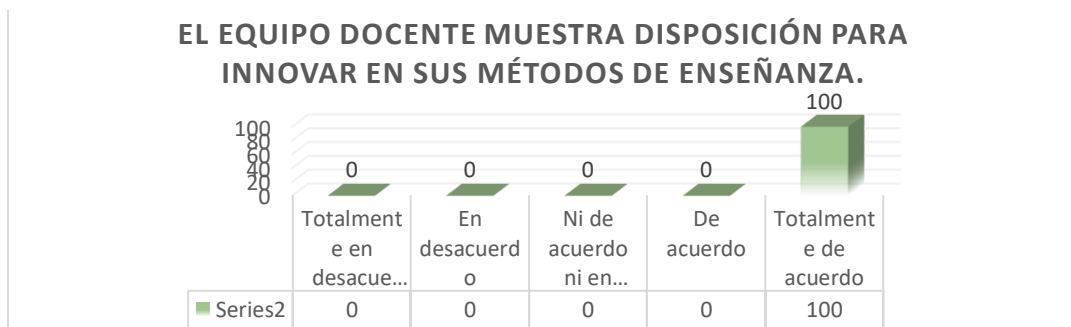 EL EQUIPO DOCENTE MUESTRA DISPOSICIÓN PARA
INNOVAR EN SUS MÉTODOS DE ENSEÑANZA.
100
100
80
60
40
20
0
0 0 0 0
Totalment En Ni de De Totalment
e en desacuerd acuerdo acuerdo e de
desacue... o ni en... acuerdo
Series2 0 0 0 0 100